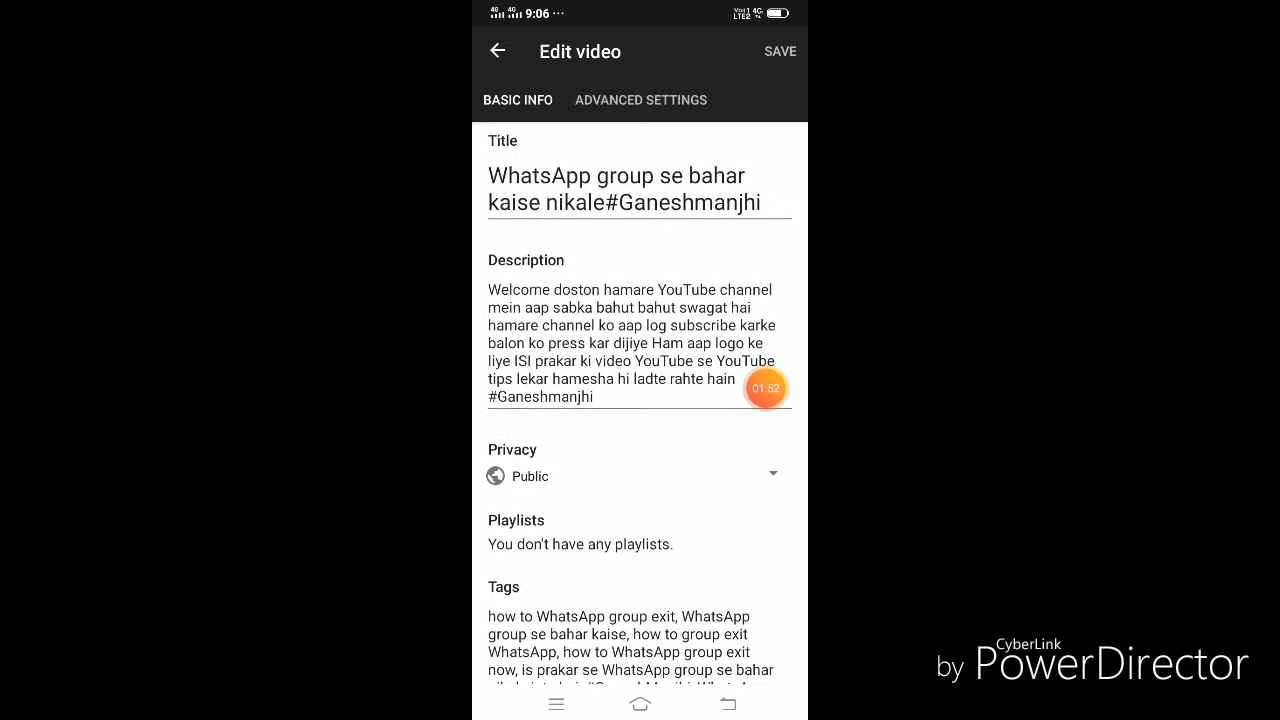 4G 4G 9:06 ...
Edit video
SAVE
BASIC INFO ADVANCED SETTINGS
Title
WhatsApp group se bahar
kaise nikale#Ganeshmanjhi
Description
Welcome doston hamare YouTube channel
mein aap sabka bahut bahut swagat hai
hamare channel ko aap log subscribe karke
balon ko press kar dijiye Ham aap logo ke
liye ISI prakar ki video YouTube se YouTube
tips lekar hamesha hi ladte rahte hain
01:52
#Ganeshmanjhi
Privacy
Public
Playlists
You don't have any playlists.
Tags
how to WhatsApp group exit, WhatsApp
group se bahar kaise, how to group exit
WhatsApp, how to WhatsApp group exit
now, is prakar se WhatsApp group se bahar
CyberLink
by PowerDirector